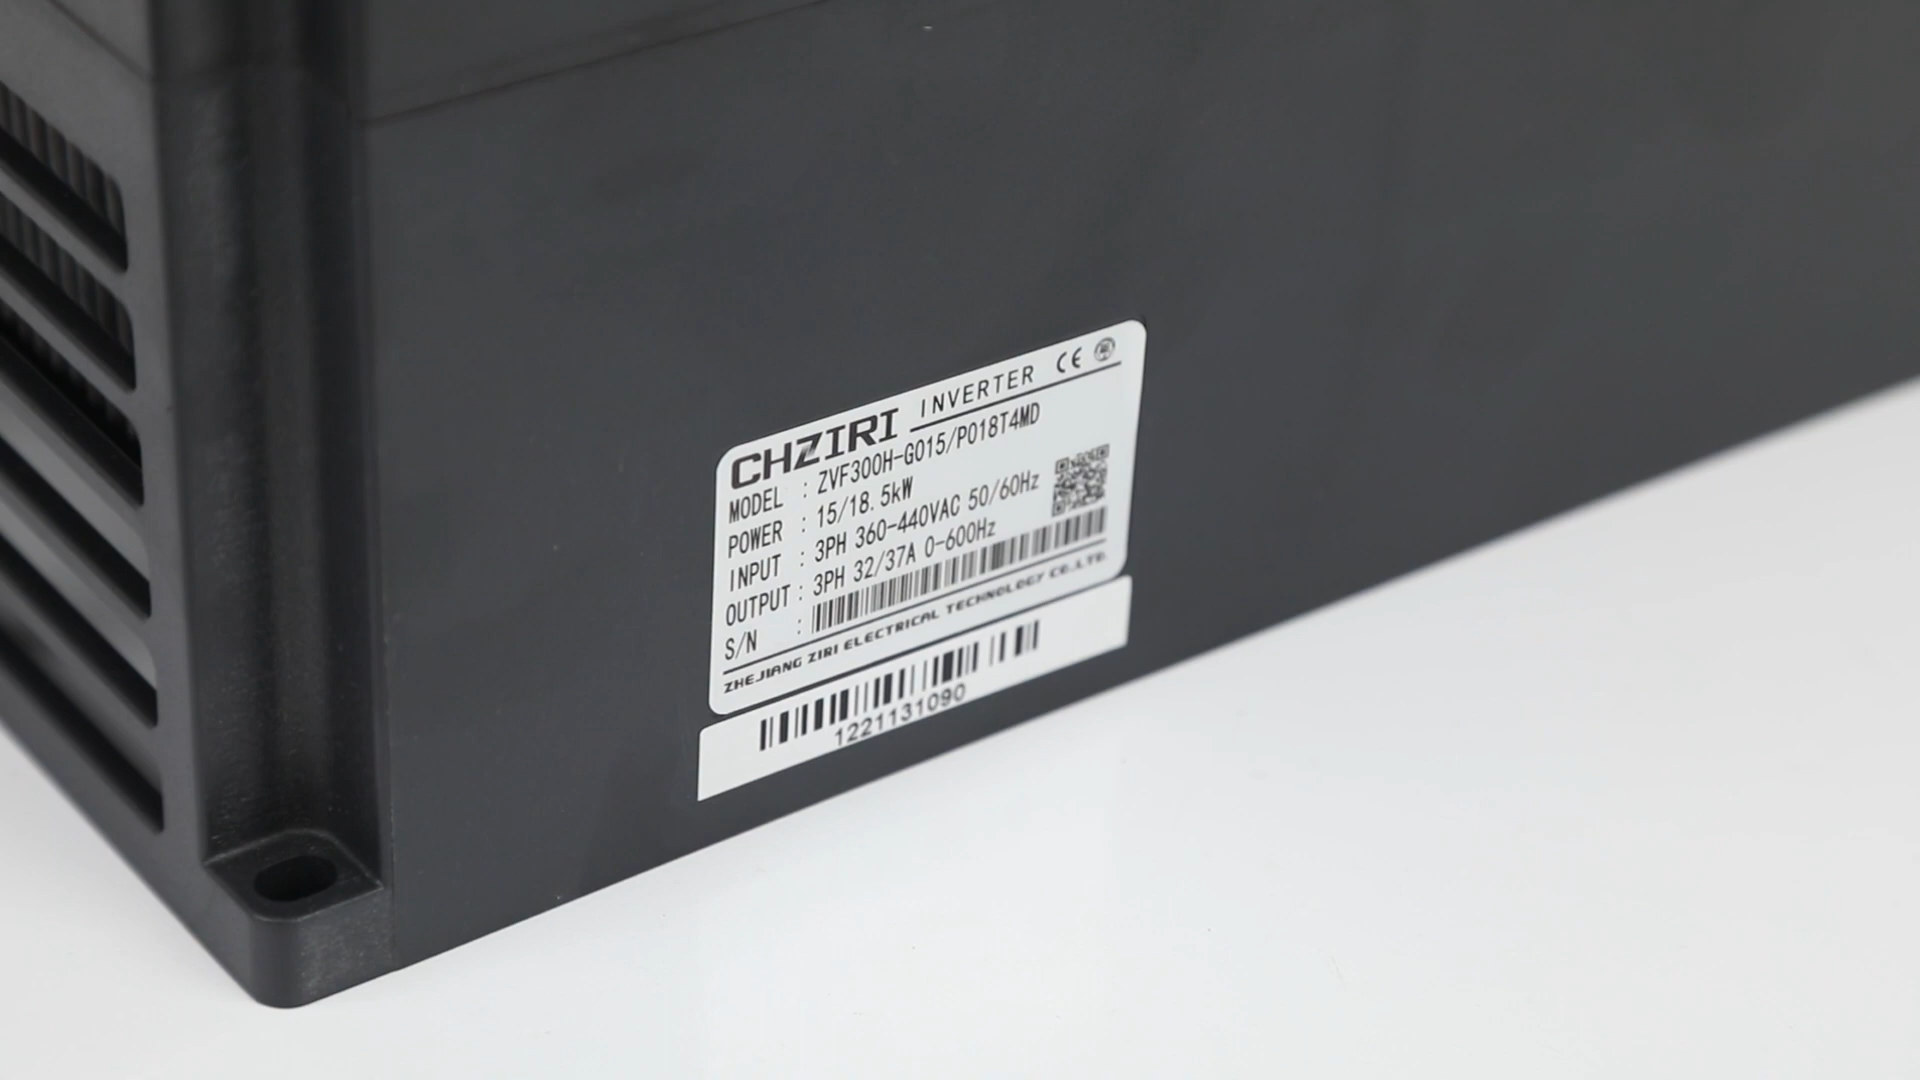 CHZIRI INVERTER CE
MODEL : ZVF300H-G015/P018T4MD
POWER : 15/18.5kW
INPUT : 3PH 360-440VAC 50/60Hz
OUTPUT : 3PH 32/37A 0-600Hz
S/N :
ZHEJIANG ZIRI ELECTRICAL TECHNOLOGY CO.,LTD.
1221131090